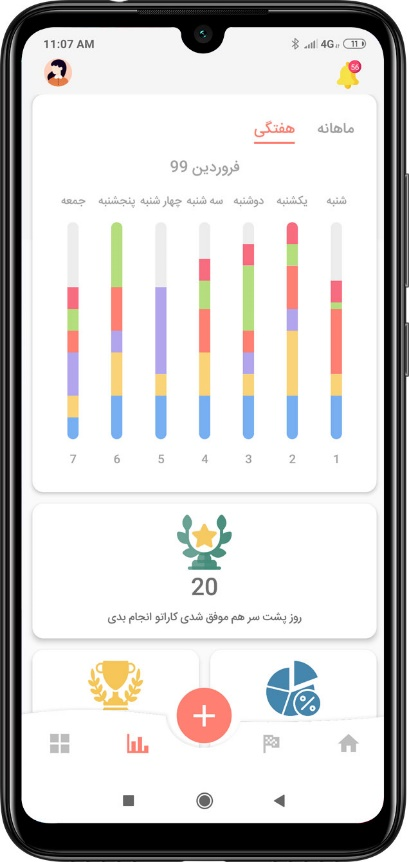 11:07 AM
4G 11
56
ماهانه هفتگی
فروردین 99
شنبه یکشنبه دوشنبه سه شنبه چهار شنبه پنجشنبه جمعه
1 2 3 4 5 6 7
20
روز پشت سر هم موفق شدی کاراتو انجام بدی
%